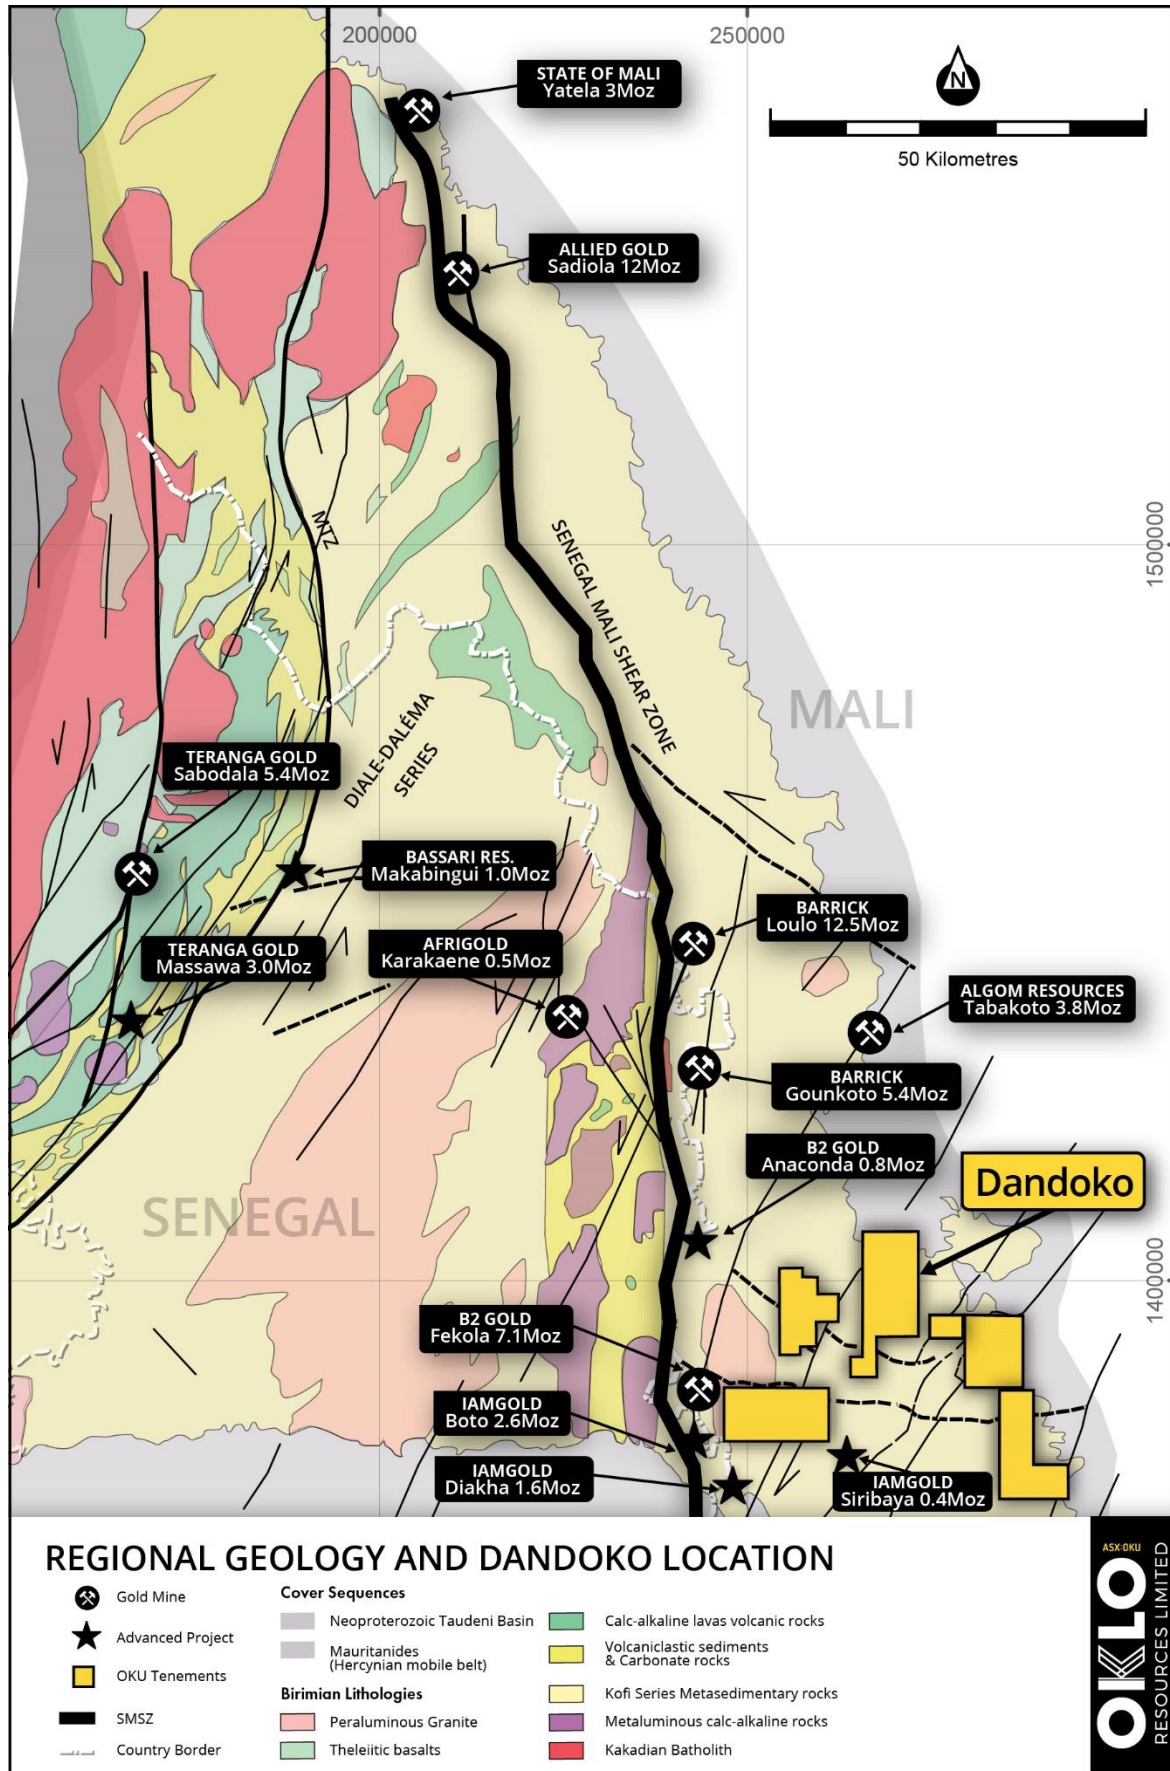 200000
250000
STATE OF MALI
Yatela 3Moz
N
50 Kilometres
ALLIED GOLD
Sadiola 12Moz
MTZ
SENEGAL MALI SHEAR ZONE
1500000
MALI
DIALE-DALÉMA
SERIES
TERANGA GOLD
Sabodala 5.4Moz
BASSARI RES.
Makabingui 1.0Moz
BARRICK
Loulo 12.5Moz
TERANGA GOLD
Massawa 3.0Moz
AFRIGOLD
Karakaene 0.5Moz
ALGOM RESOURCES
Tabakoto 3.8Moz
BARRICK
Gounkoto 5.4Moz
B2 GOLD
Anaconda 0.8Moz
Dandoko
SENEGAL
1400000
B2 GOLD
Fekola 7.1Moz
IAMGOLD
Boto 2.6Moz
IAMGOLD
Diakha 1.6Moz
IAMGOLD
Siribaya 0.4Moz
REGIONAL GEOLOGY AND DANDOKO LOCATION
Gold Mine
Advanced Project
OKU Tenements
SMSZ
Country Border
Cover Sequences
Neoproterozoic Taudeni Basin
Mauritanides
(Hercynian mobile belt)
Birimian Lithologies
Peraluminous Granite
Theleiitic basalts
Calc-alkaline lavas volcanic rocks
Volcaniclastic sediments
& Carbonate rocks
Kofi Series Metasedimentary rocks
Metaluminous calc-alkaline rocks
Kakadian Batholith
ASX:OKU
OKLO
RESOURCES LIMITED